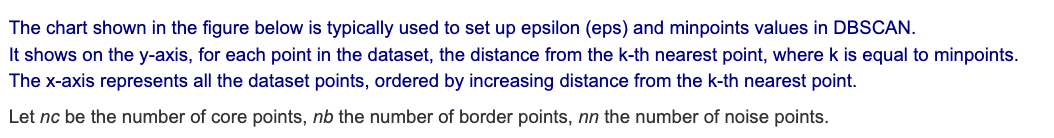 The chart shown in the figure below is typically used to set up epsilon (eps) and minpoints values in DBSCAN.
It shows on the y-axis, for each point in the dataset, the distance from the k-th nearest point, where k is equal to minpoints.
The x-axis represents all the dataset points, ordered by increasing distance from the k-th nearest point.
Let nc be the number of core points, nb the number of border points, nn the number of noise points.